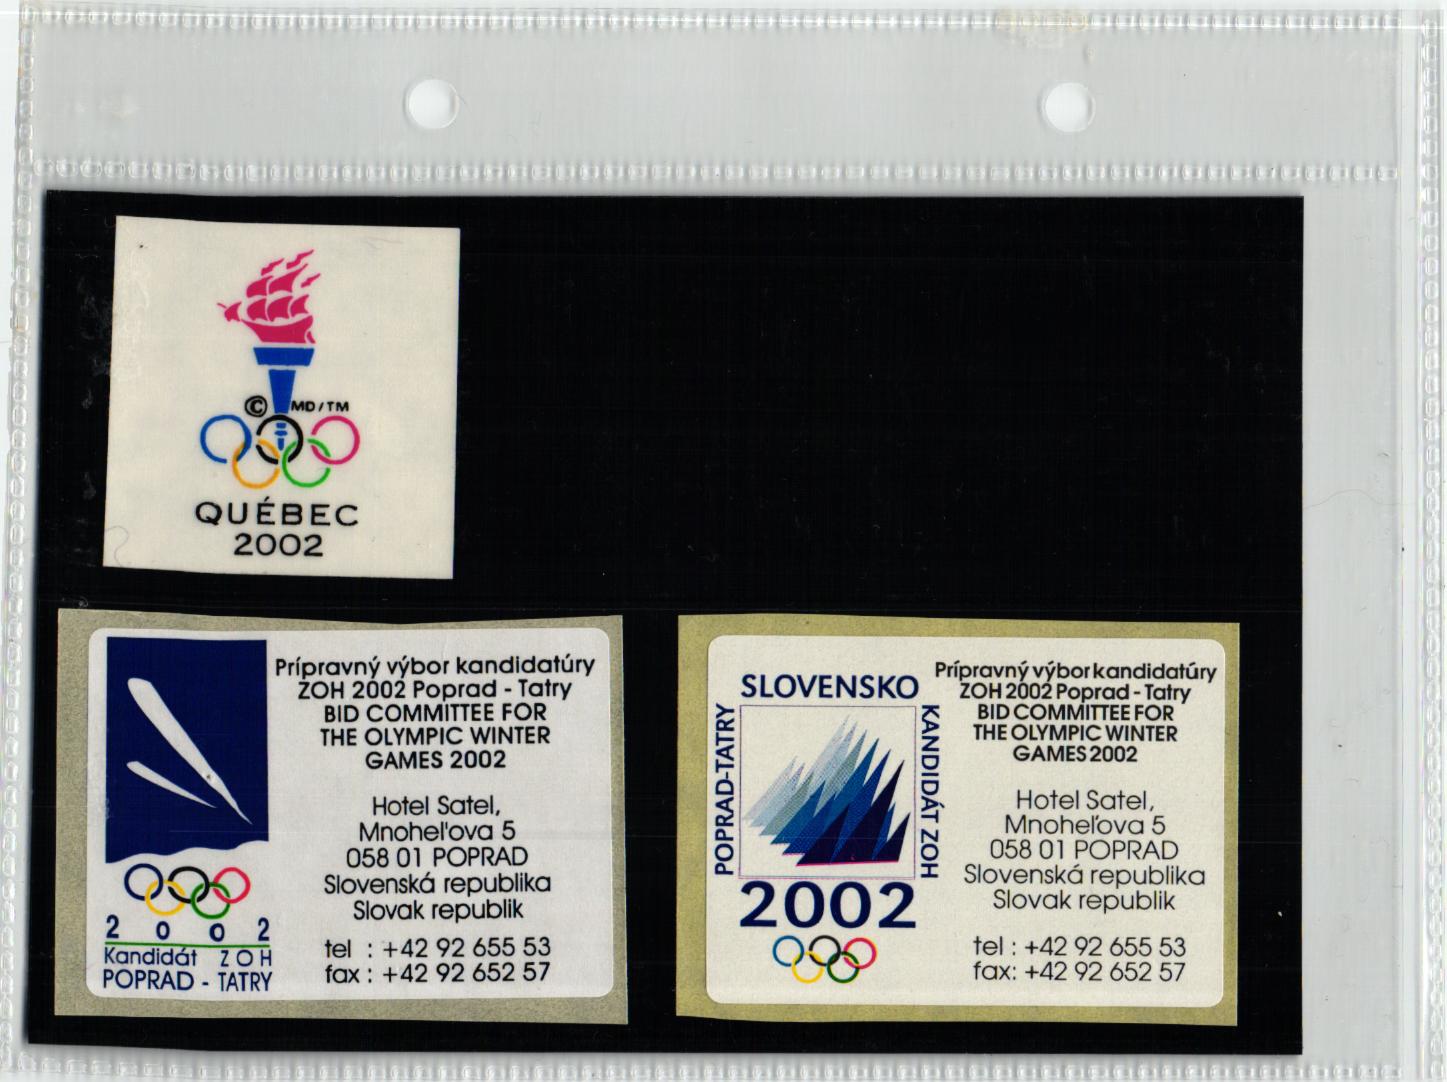 © MD/TM
QUÉBEC
2002
2 0 0 2
Kandidát ZOH
POPRAD - TATRY
Prípravný výbor kandidatúry
ZOH 2002 Poprad - Tatry
BID COMMITTEE FOR
THE OLYMPIC WINTER
GAMES 2002
Hotel Satel,
Mnohel'ova 5
058 01 POPRAD
Slovenská republika
Slovak republik
tel : +42 92 655 53
fax : +42 92 652 57
SLOVENSKO
POPRAD-TATRY
KANDIDÁT ZOH
2002
Prípravný výbor kandidatúry
ZOH 2002 Poprad - Tatry
BID COMMITTEE FOR
THE OLYMPIC WINTER
GAMES 2002
Hotel Satel,
Mnoheľova 5
058 01 POPRAD
Slovenská republika
Slovak republik
tel : +42 92 655 53
fax: +42 92 652 57